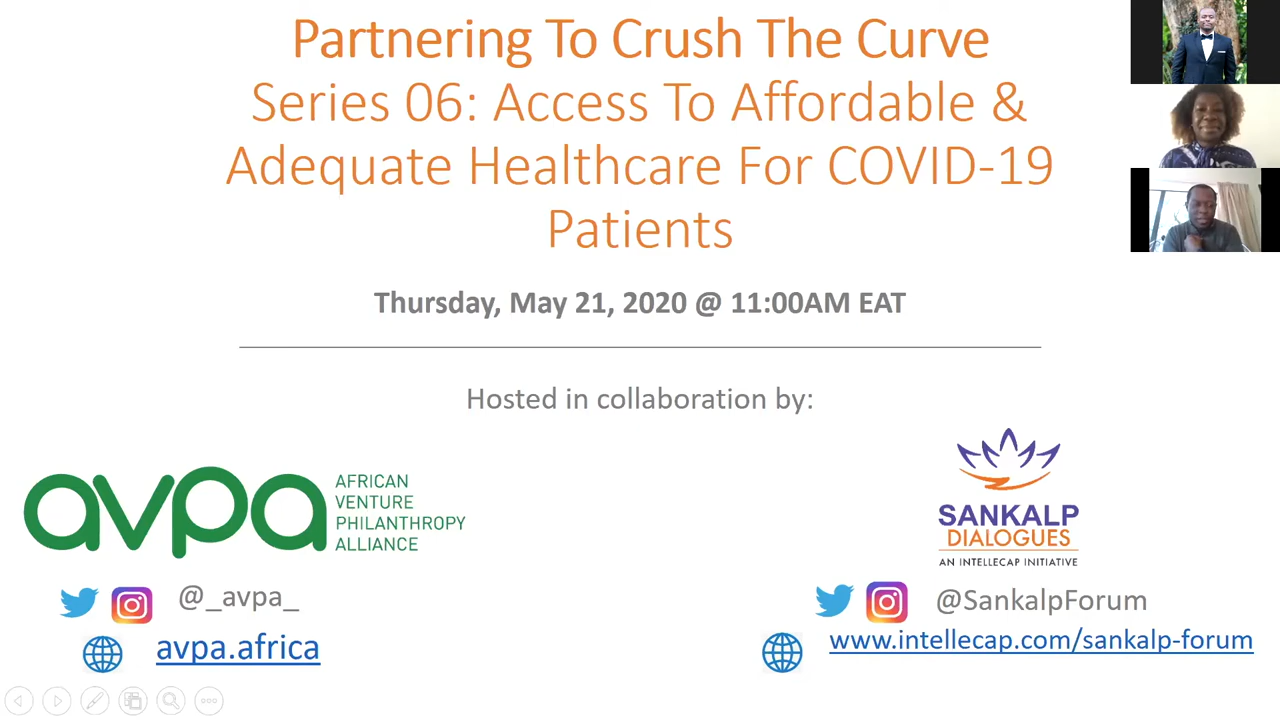 Partnering To Crush The Curve
Series 06: Access To Affordable &
Adequate Healthcare For COVID-19
Patients
Thursday, May 21, 2020 @ 11:00AM EAT
Hosted in collaboration by:
avpa
AFRICAN
VENTURE
PHILANTHROPY
ALLIANCE
@_avpa_
avpa.africa
SANKALP
DIALOGUES
AN INTELLECAP INITIATIVE
@SankalpForum
www.intellecap.com/sankalp-forum